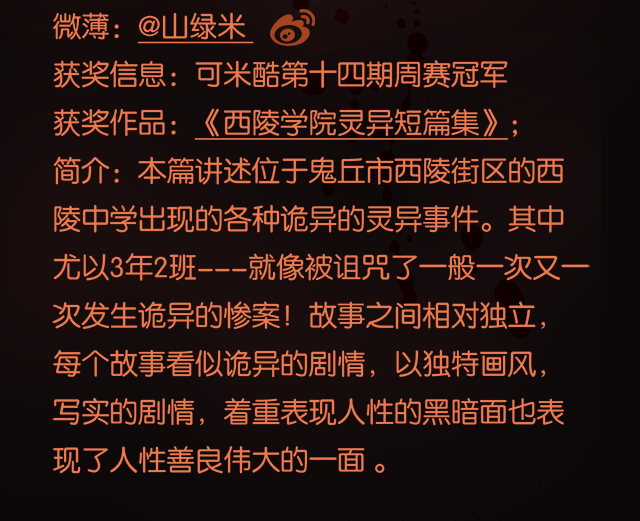 微薄：@山绿米
获奖信息：可米酷第十四期周赛冠军
获奖作品：《西陵学院灵异短篇集》；
简介：本篇讲述位于鬼丘市西陵街区的西
陵中学出现的各种诡异的灵异事件。其中
尤以3年2班---就像被诅咒了一般一次又一
次发生诡异的惨案！故事之间相对独立，
每个故事看似诡异的剧情，以独特画风，
写实的剧情，着重表现人性的黑暗面也表
现了人性善良伟大的一面 。